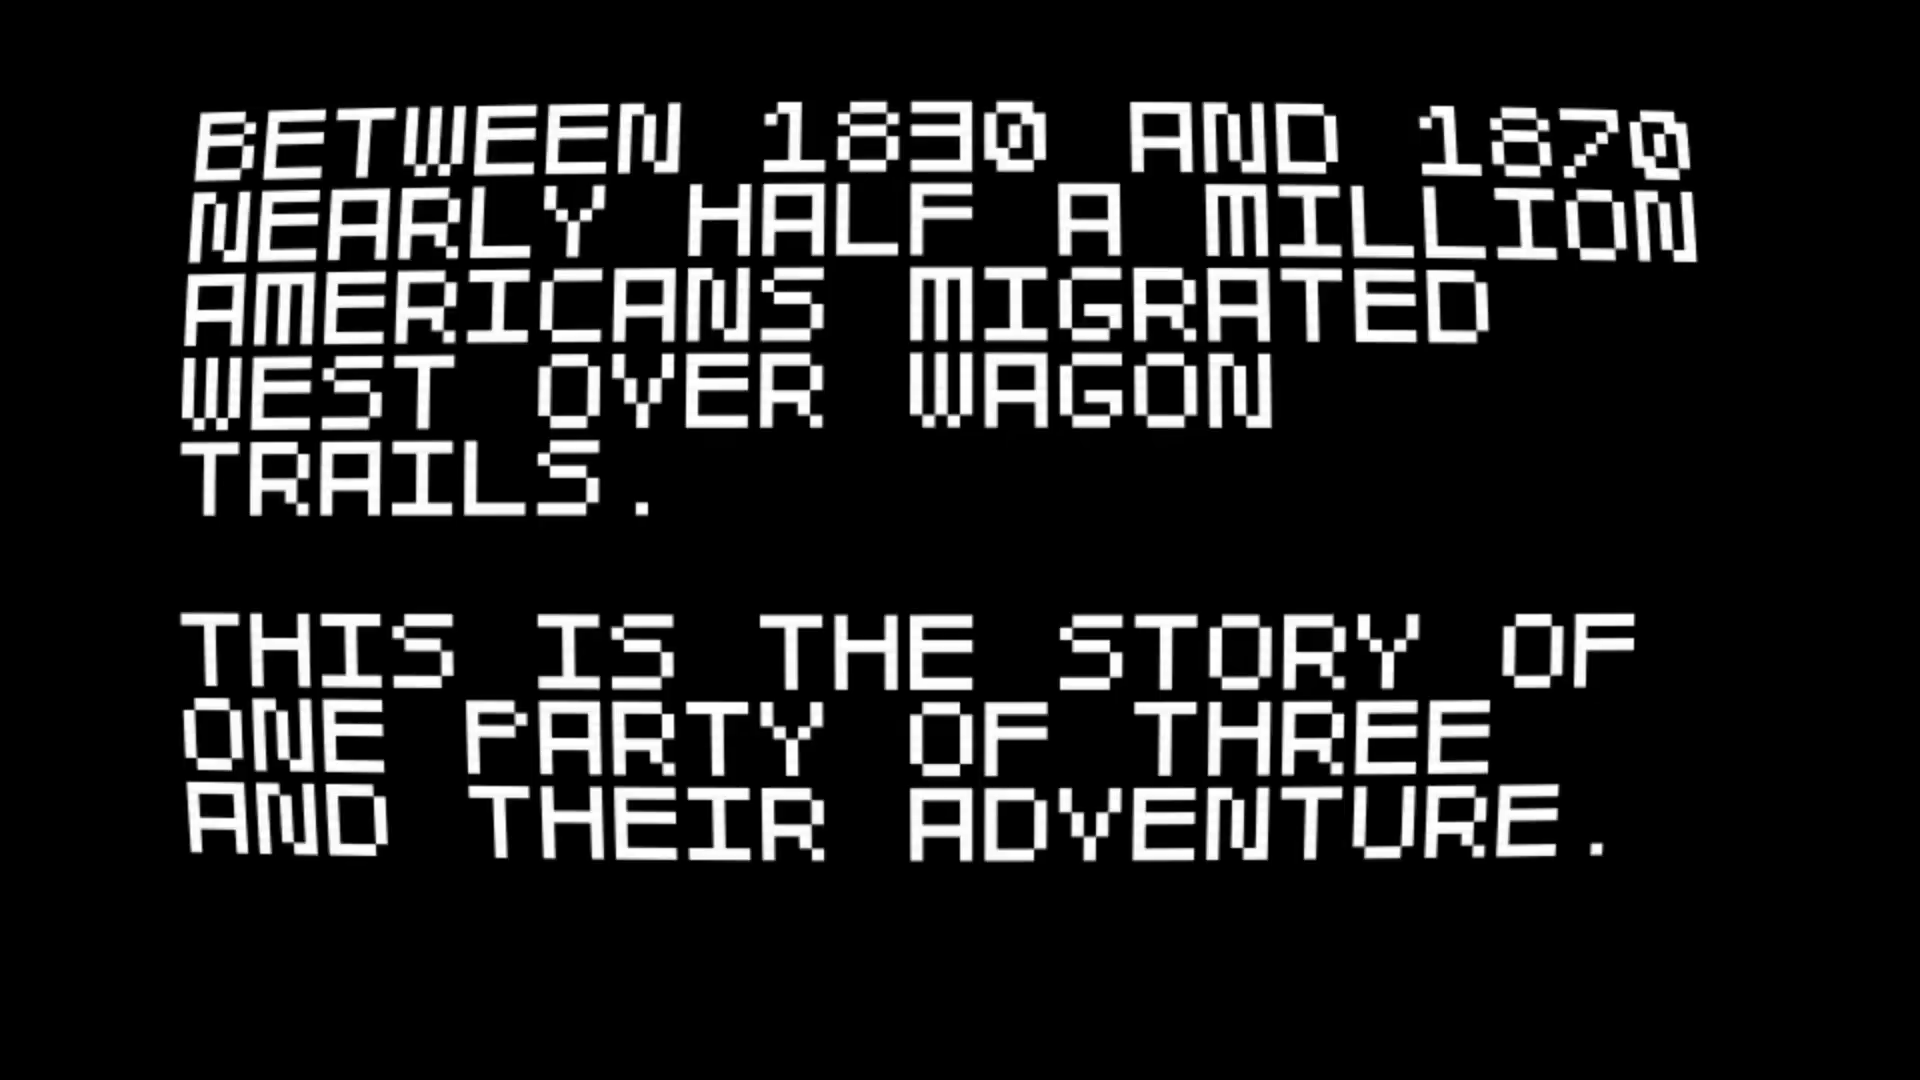 BETWEEN 1830 AND 1870
NEARLY HALF A MILLION
AMERICANS MIGRATED
WEST OVER WAGON
TRAILS.
THIS IS THE STORY OF
ONE PARTY OF THREE
AND THEIR ADVENTURE.